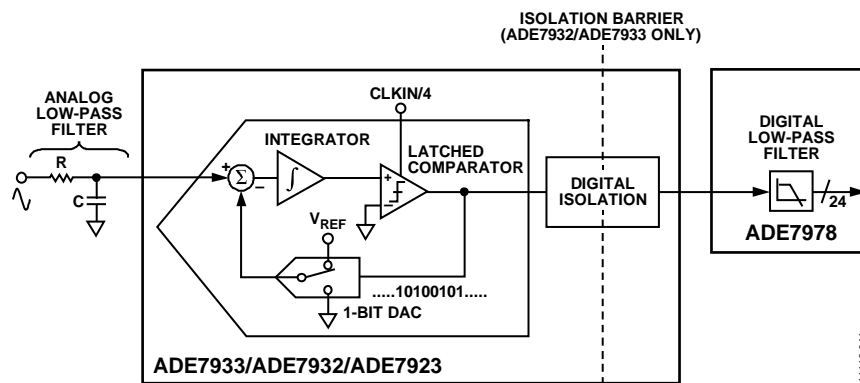 ISOLATION BARRIER
(ADE7932/ADE7933 ONLY)
ANALOG
LOW-PASS
FILTER
R
C
CLKIN/4
INTEGRATOR
LATCHED
COMPARATOR
+
Σ
−
∫
+
−
VREF
.....10100101.....
1-BIT DAC
DIGITAL
ISOLATION
DIGITAL
LOW-PASS
FILTER
24
ADE7978
ADE7933/ADE7932/ADE7923